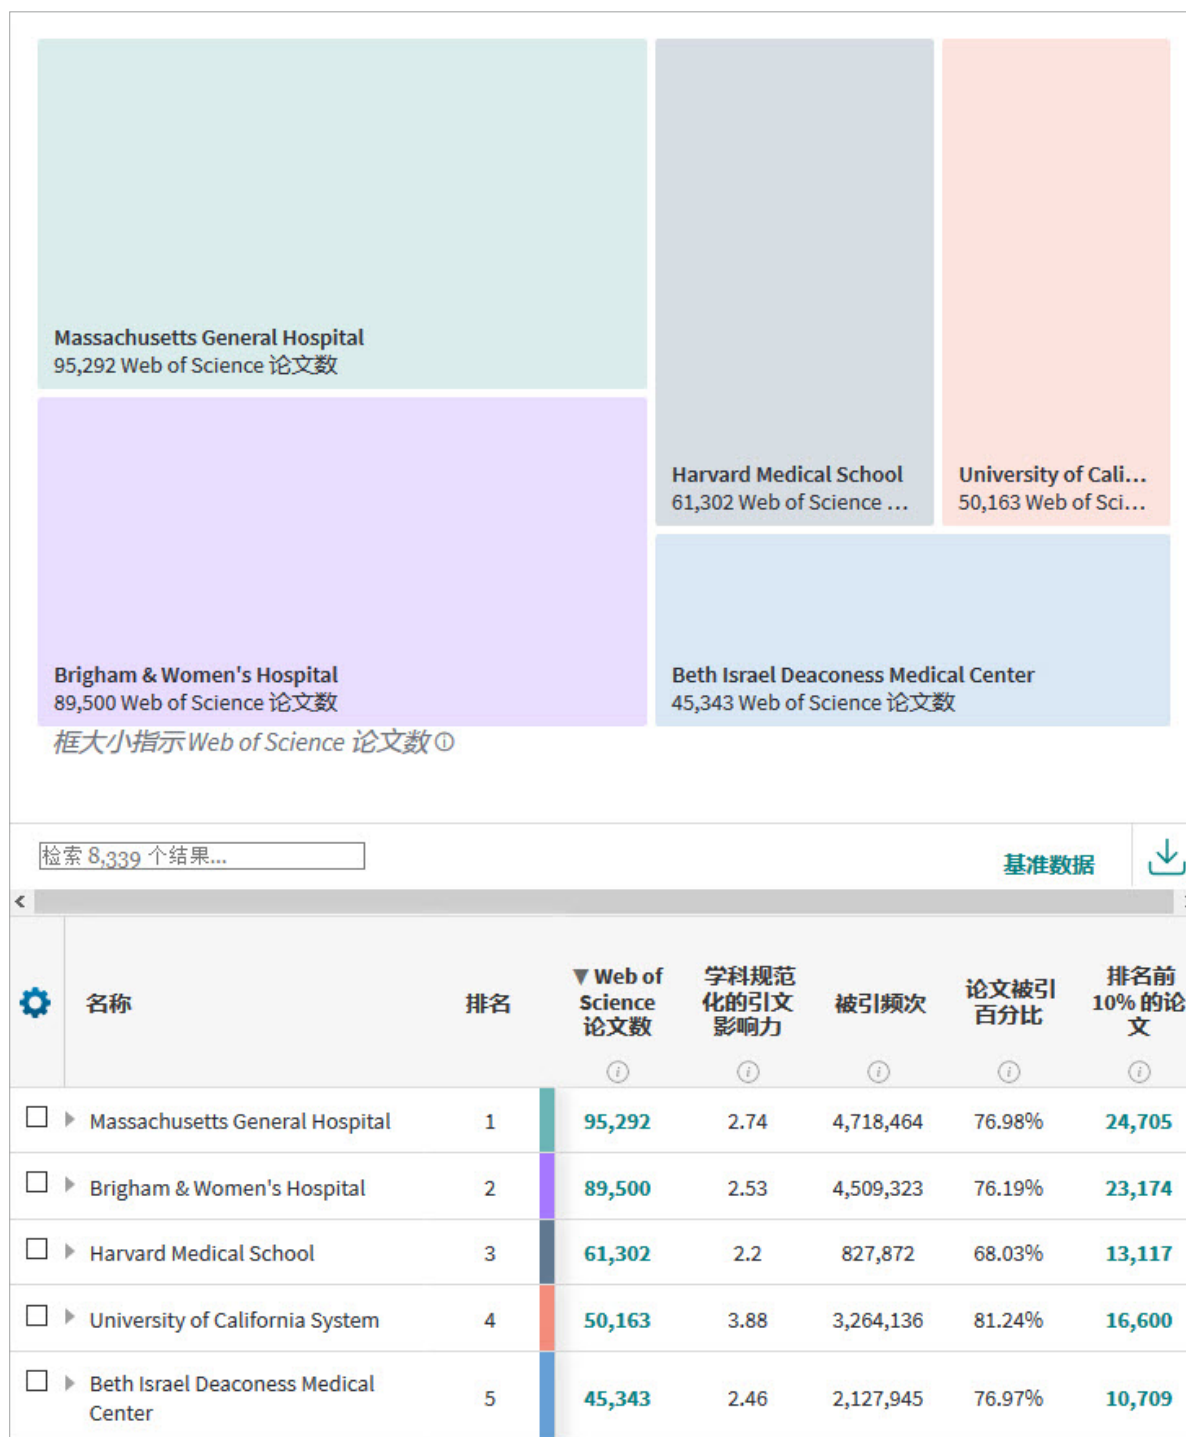 Massachusetts General Hospital
95,292 Web of Science 论文数
Harvard Medical School
61,302 Web of Science ...
University of Cali...
50,163 Web of Sci...
Brigham & Women's Hospital
89,500 Web of Science 论文数
Beth Israel Deaconess Medical Center
45,343 Web of Science 论文数
框大小指示 Web of Science 论文数
检索 8,339 个结果...
基准数据
名称
排名
▼ Web of
Science
论文数
学科规范
化的引文
影响力
被引频次
论文被引
百分比
排名前
10% 的论
文
Massachusetts General Hospital 1 95,292 2.74 4,718,464 76.98% 24,705
Brigham & Women's Hospital 2 89,500 2.53 4,509,323 76.19% 23,174
Harvard Medical School 3 61,302 2.2 827,872 68.03% 13,117
University of California System 4 50,163 3.88 3,264,136 81.24% 16,600
Beth Israel Deaconess Medical
Center 5 45,343 2.46 2,127,945 76.97% 10,709